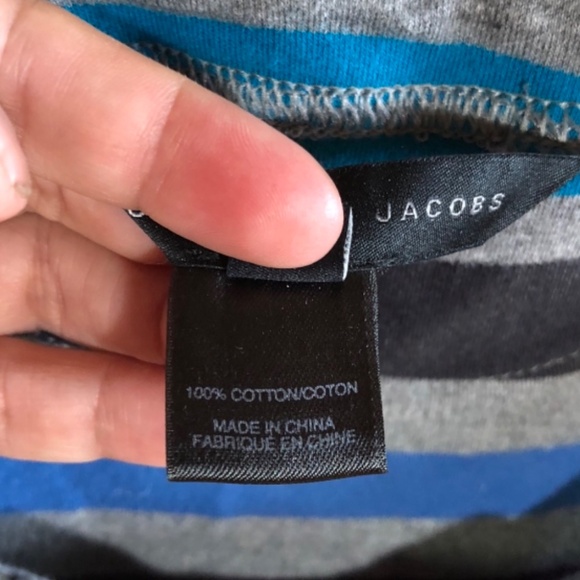 JACOBS
100% COTTON/COTON
MADE IN CHINA
FABRIQUÉ EN CHINE